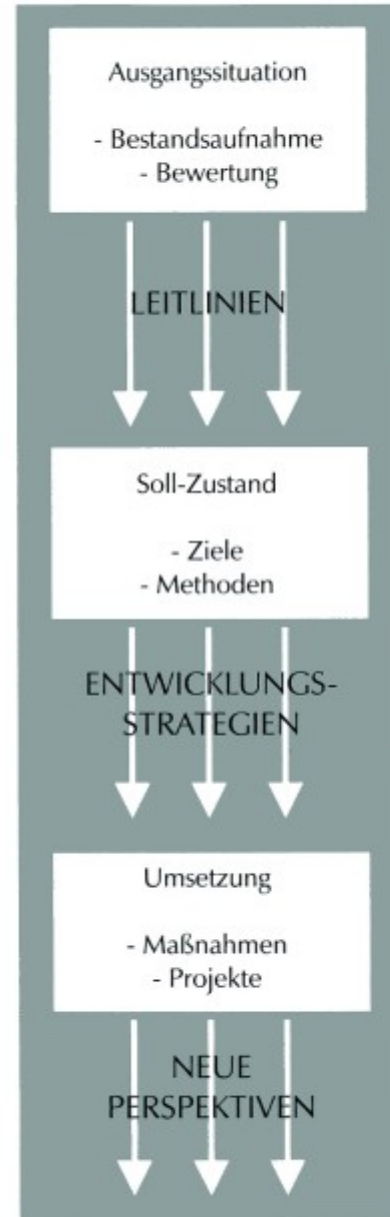 Ausgangssituation
- Bestandsaufnahme
- Bewertung
LEITLINIEN
Soll-Zustand
- Ziele
- Methoden
ENTWICKLUNGS-
STRATEGIEN
Umsetzung
- Maßnahmen
- Projekte
NEUE
PERSPEKTIVEN